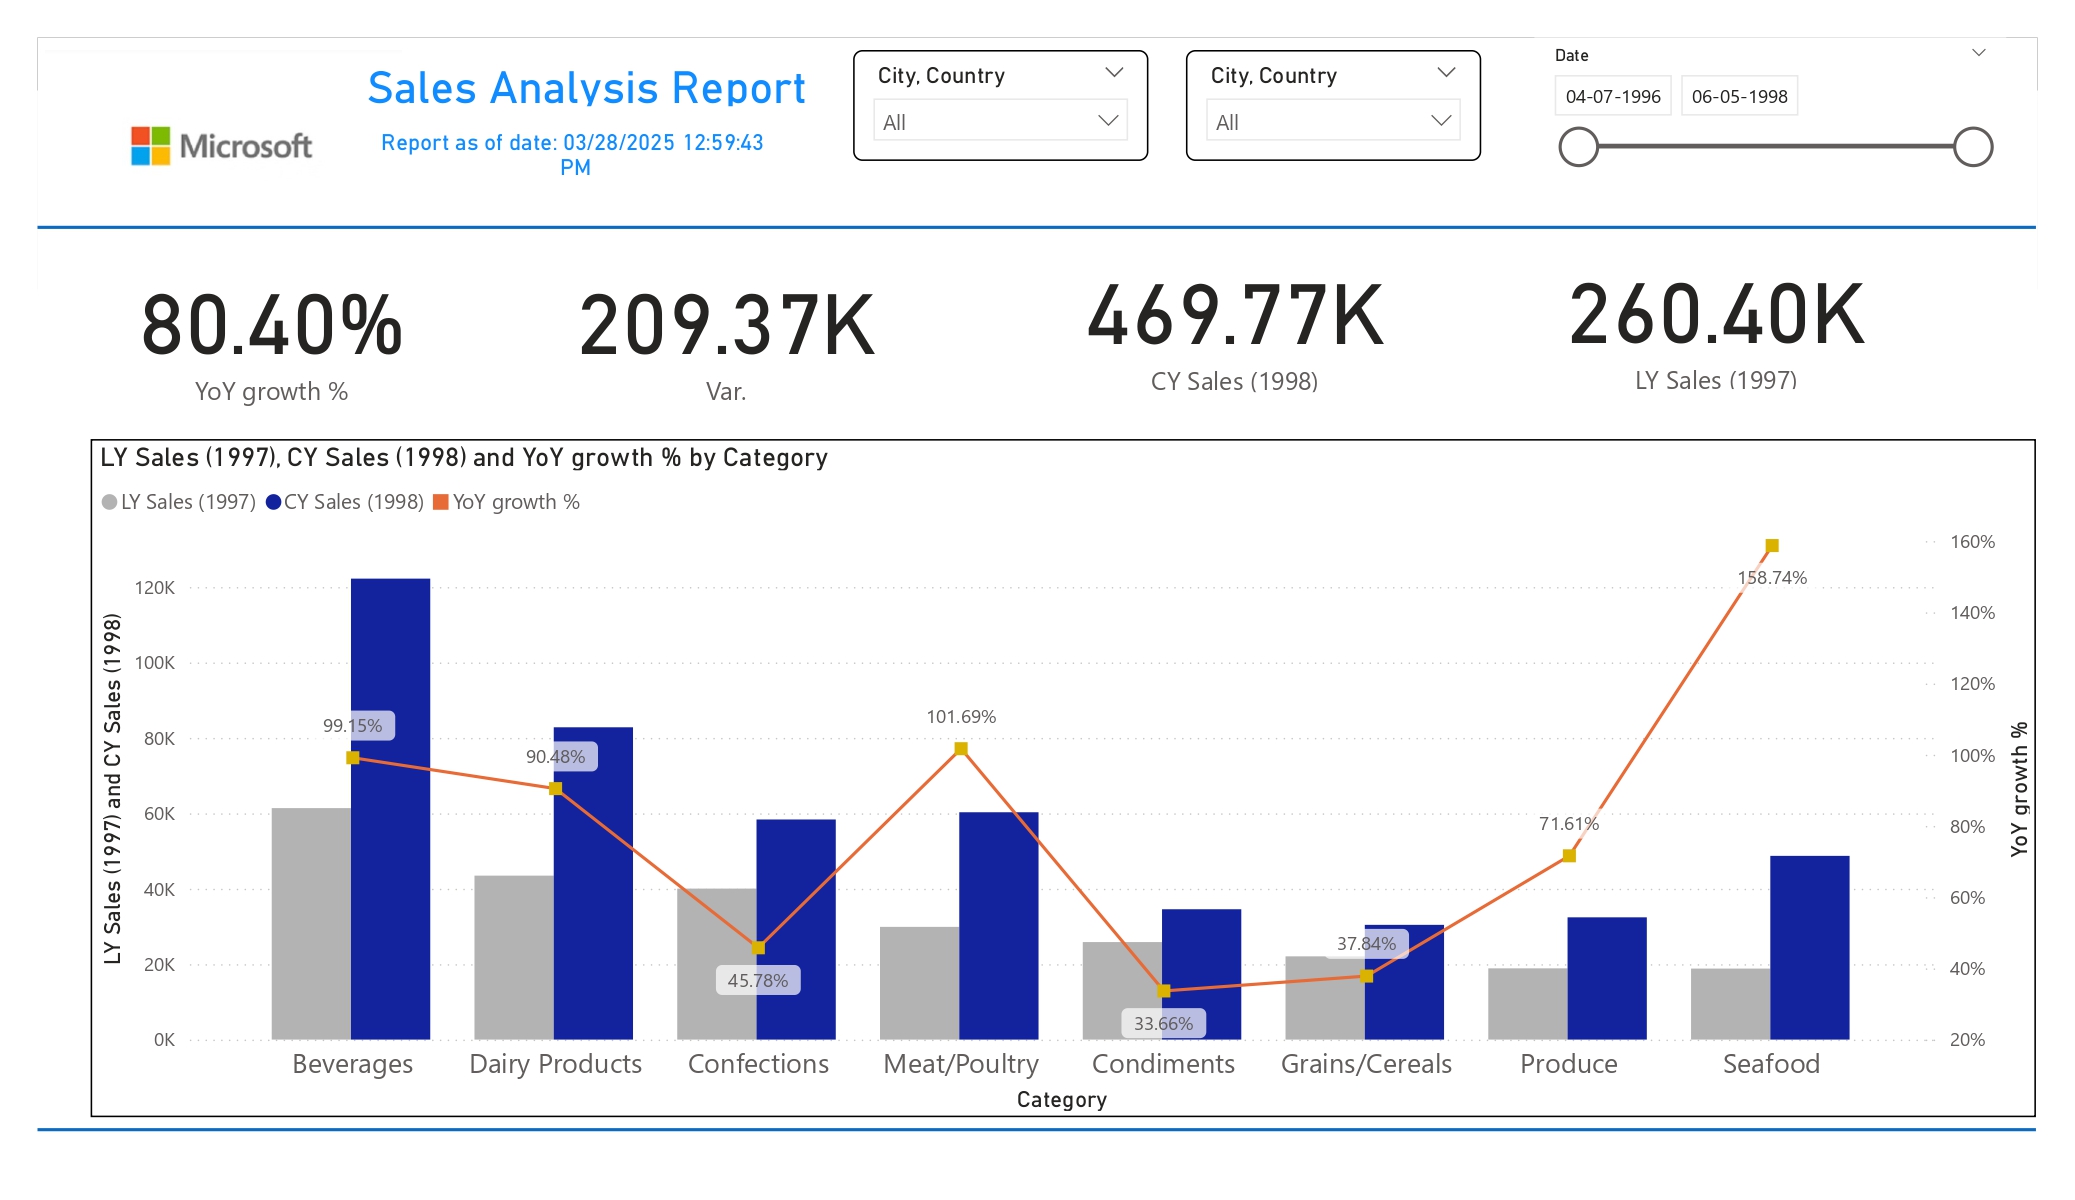 Microsoft
Sales Analysis Report
Report as of date: 03/28/2025 12:59:43
PM
City, Country
All
City, Country
All
Date
04-07-1996 06-05-1998
80.40%
YoY growth %
209.37K
Var.
469.77K
CY Sales (1998)
260.40K
LY Sales (1997)
LY Sales (1997), CY Sales (1998) and YoY growth % by Category
LY Sales (1997) CY Sales (1998) YoY growth %
LY Sales (1997) and CY Sales (1998)
120K
100K
80K
60K
40K
20K
0K
99.15%
90.48%
45.78%
101.69%
33.66%
37.84%
71.61%
158.74%
160%
140%
120%
100%
80%
60%
40%
20%
YoY growth %
Beverages Dairy Products Confections Meat/Poultry Condiments Grains/Cereals Produce Seafood
Category